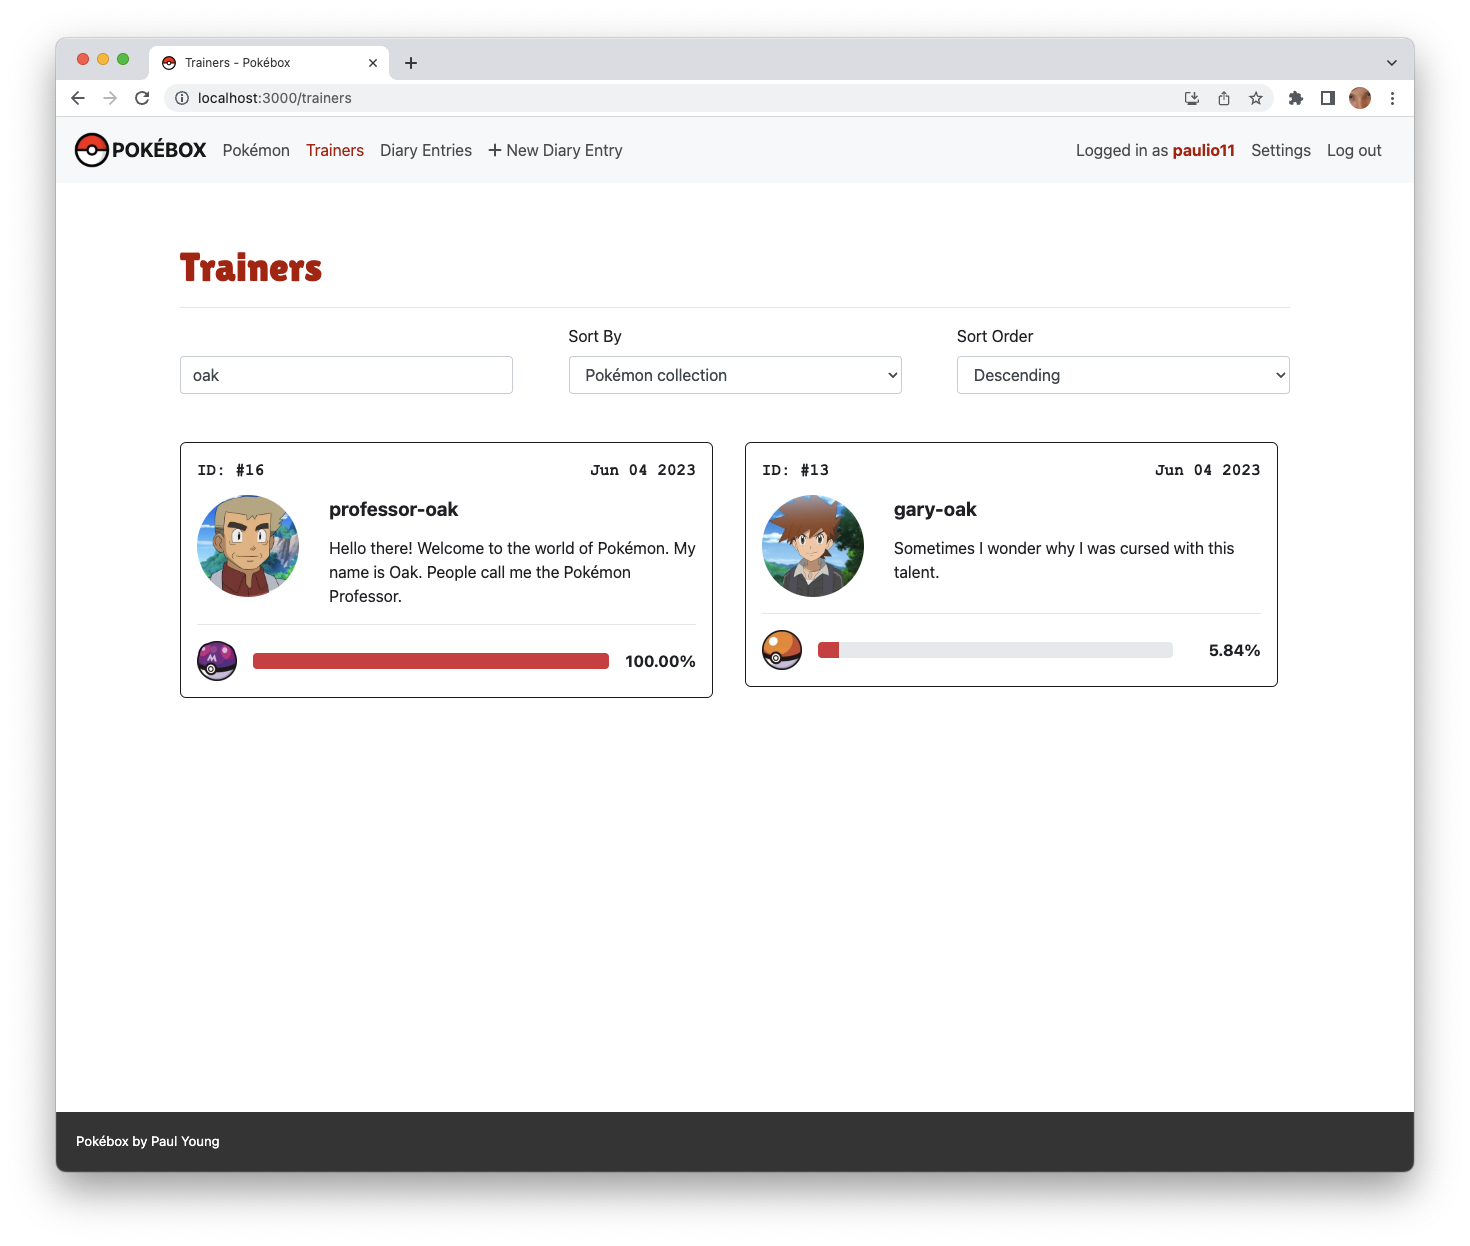 Trainers - Pokébox
localhost:3000/trainers
POKÉBOX Pokémon Trainers Diary Entries + New Diary Entry Logged in as paulio11 Settings Log out
Trainers
Sort By Sort Order
oak Pokémon collection Descending
ID: #16 Jun 04 2023
professor-oak
Hello there! Welcome to the world of Pokémon. My
name is Oak. People call me the Pokémon
Professor.
100.00%
ID: #13 Jun 04 2023
gary-oak
Sometimes I wonder why I was cursed with this
talent.
5.84%
Pokébox by Paul Young